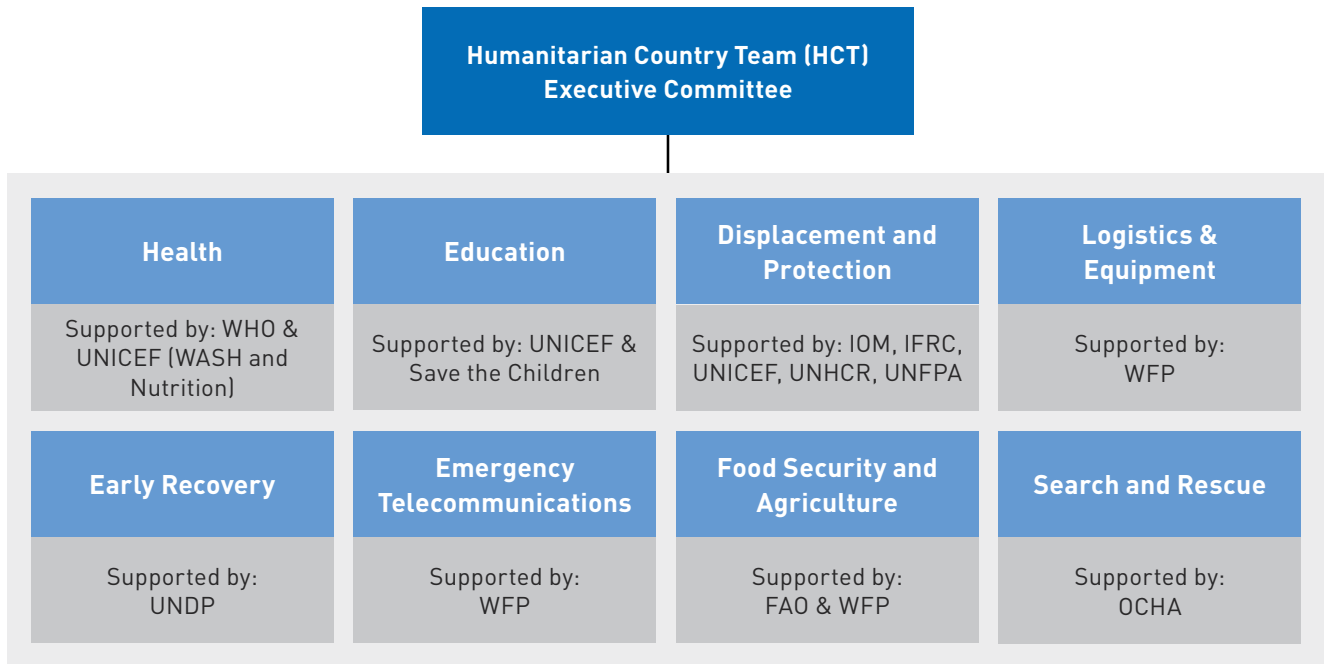 Humanitarian Country Team (HCT)
Executive Committee
Health
Supported by: WHO &
UNICEF (WASH and
Nutrition)
Education
Supported by: UNICEF &
Save the Children
Displacement and
Protection
Supported by: IOM, IFRC,
UNICEF, UNHCR, UNFPA
Logistics &
Equipment
Supported by:
WFP
Early Recovery
Supported by:
UNDP
Emergency
Telecommunications
Supported by:
WFP
Food Security and
Agriculture
Supported by:
FAO & WFP
Search and Rescue
Supported by:
OCHA